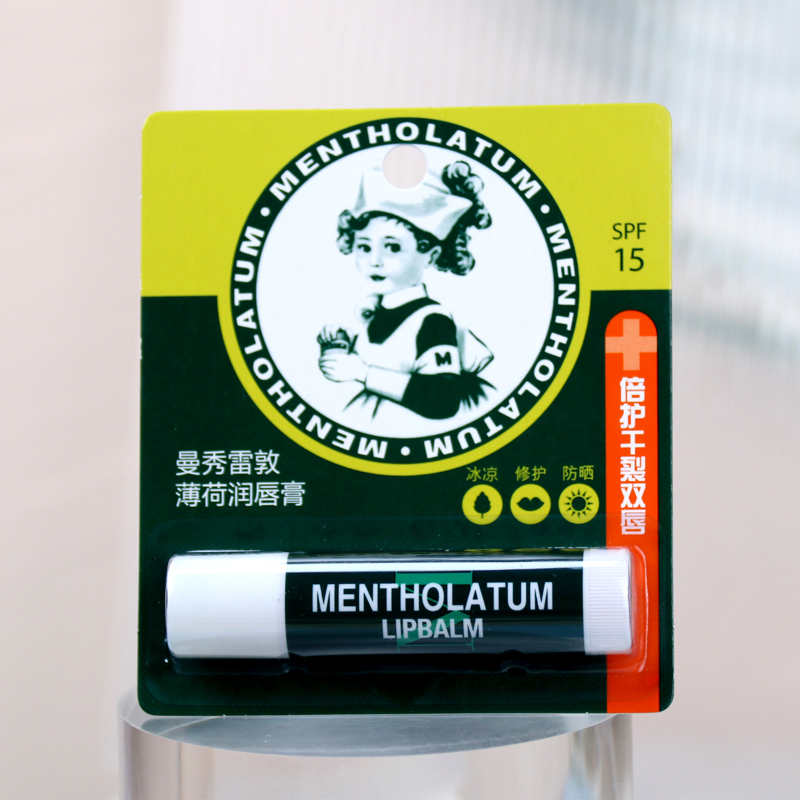 MENTHOLATUM • MENTHOLATUM • MENTHOLATUM • MENTHOLATUM •
M
SPF
15
倍护干裂双唇
曼秀雷敦
薄荷润唇膏
冰凉 修护 防晒
MENTHOLATUM
LIPBALM